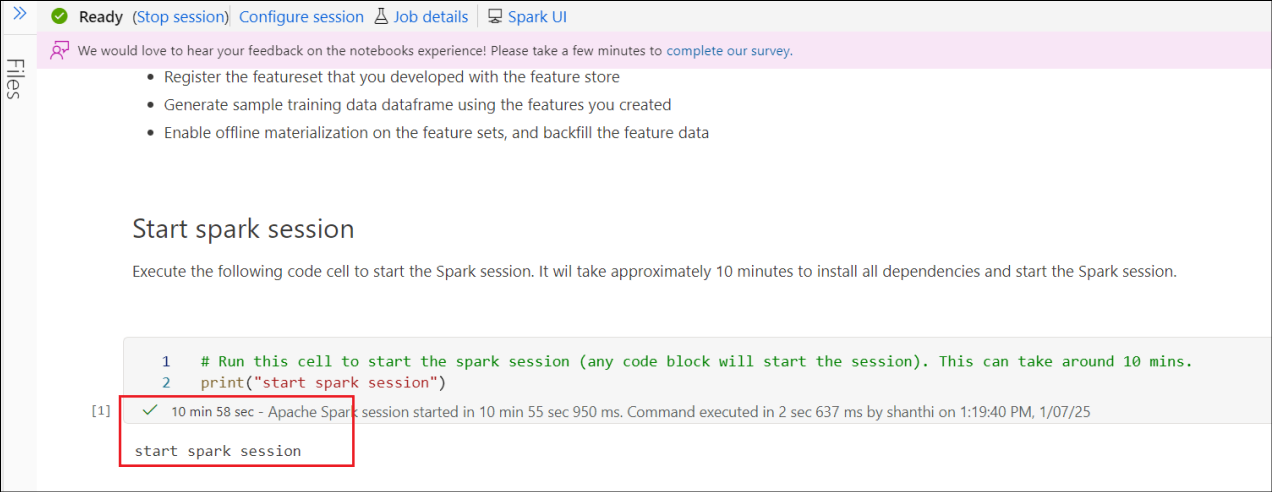 Ready (Stop session) Configure session Job details Spark UI
We would love to hear your feedback on the notebooks experience! Please take a few minutes to complete our survey.
Files
• Register the featureset that you developed with the feature store
• Generate sample training data dataframe using the features you created
• Enable offline materialization on the feature sets, and backfill the feature data
Start spark session
Execute the following code cell to start the Spark session. It wil take approximately 10 minutes to install all dependencies and start the Spark session.
1 # Run this cell to start the spark session (any code block will start the session). This can take around 10 mins.
2 print("start spark session")
[1] 10 min 58 sec - Apache Spark session started in 10 min 55 sec 950 ms. Command executed in 2 sec 637 ms by shanthi on 1:19:40 PM, 1/07/25
start spark session